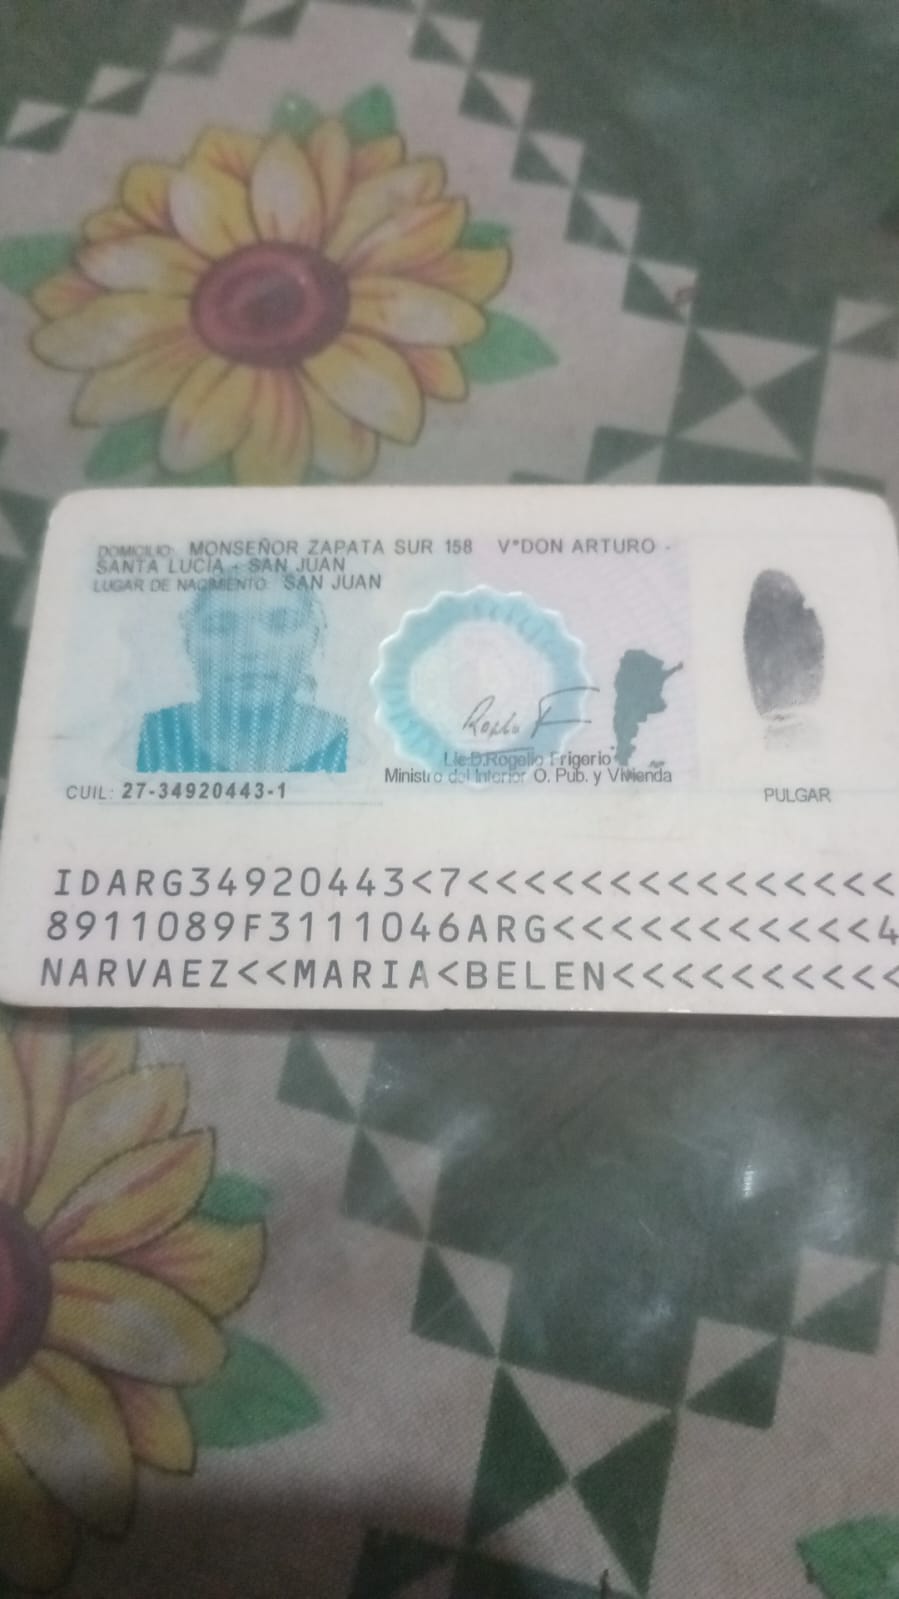 DOMICILIO: MONSEÑOR ZAPATA SUR 158 V°DON ARTURO -
SANTA LUCIA - SAN JUAN
LUGAR DE NACIMIENTO: SAN JUAN
Lic.D.Rogelio Frigerio
Ministro del Interior O. Pub. y Vivienda
CUIL: 27-34920443-1
PULGAR
IDARG34920443<7<<<<<<<<<<<<<<<
8911089F3111046ARG<<<<<<<<<<<4
NARVAEZ<<MARIA<BELEN<<<<<<<<<<